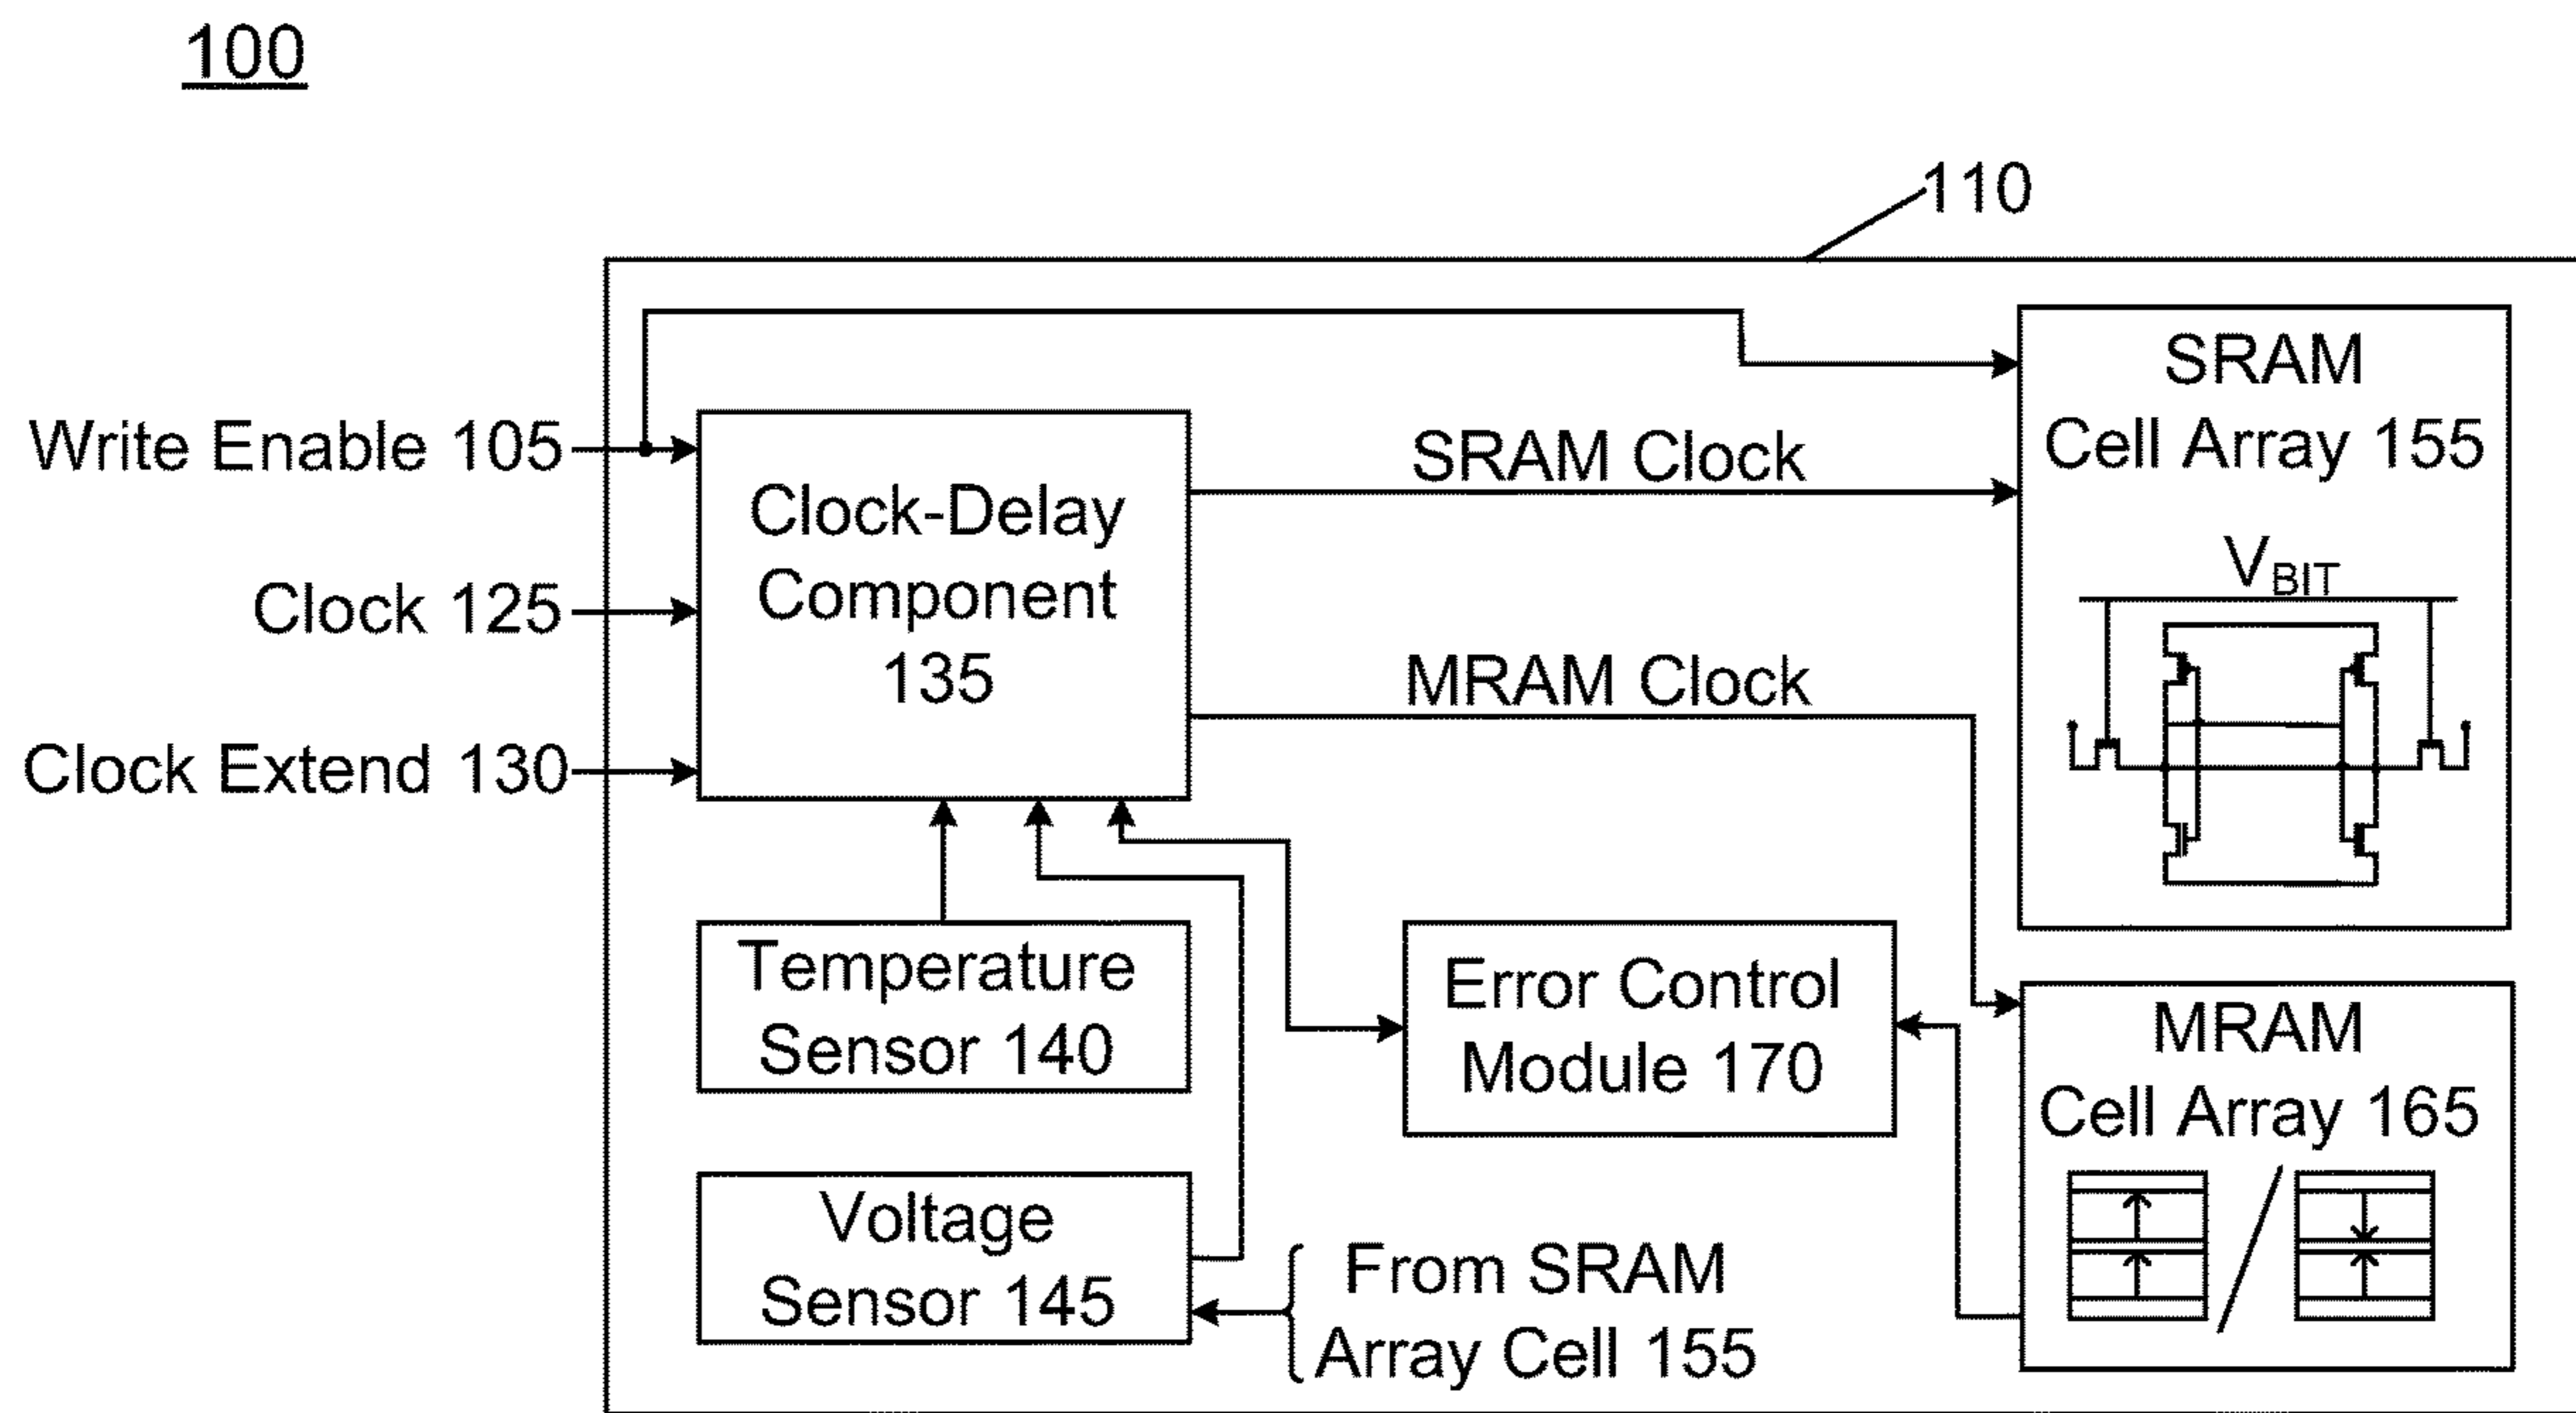 100
110
Write Enable 105
Clock 125
Clock Extend 130
Clock-Delay
Component
135
SRAM Clock
MRAM Clock
SRAM
Cell Array 155
VBIT
Temperature
Sensor 140
Error Control
Module 170
MRAM
Cell Array 165
Voltage
Sensor 145
From SRAM
Array Cell 155